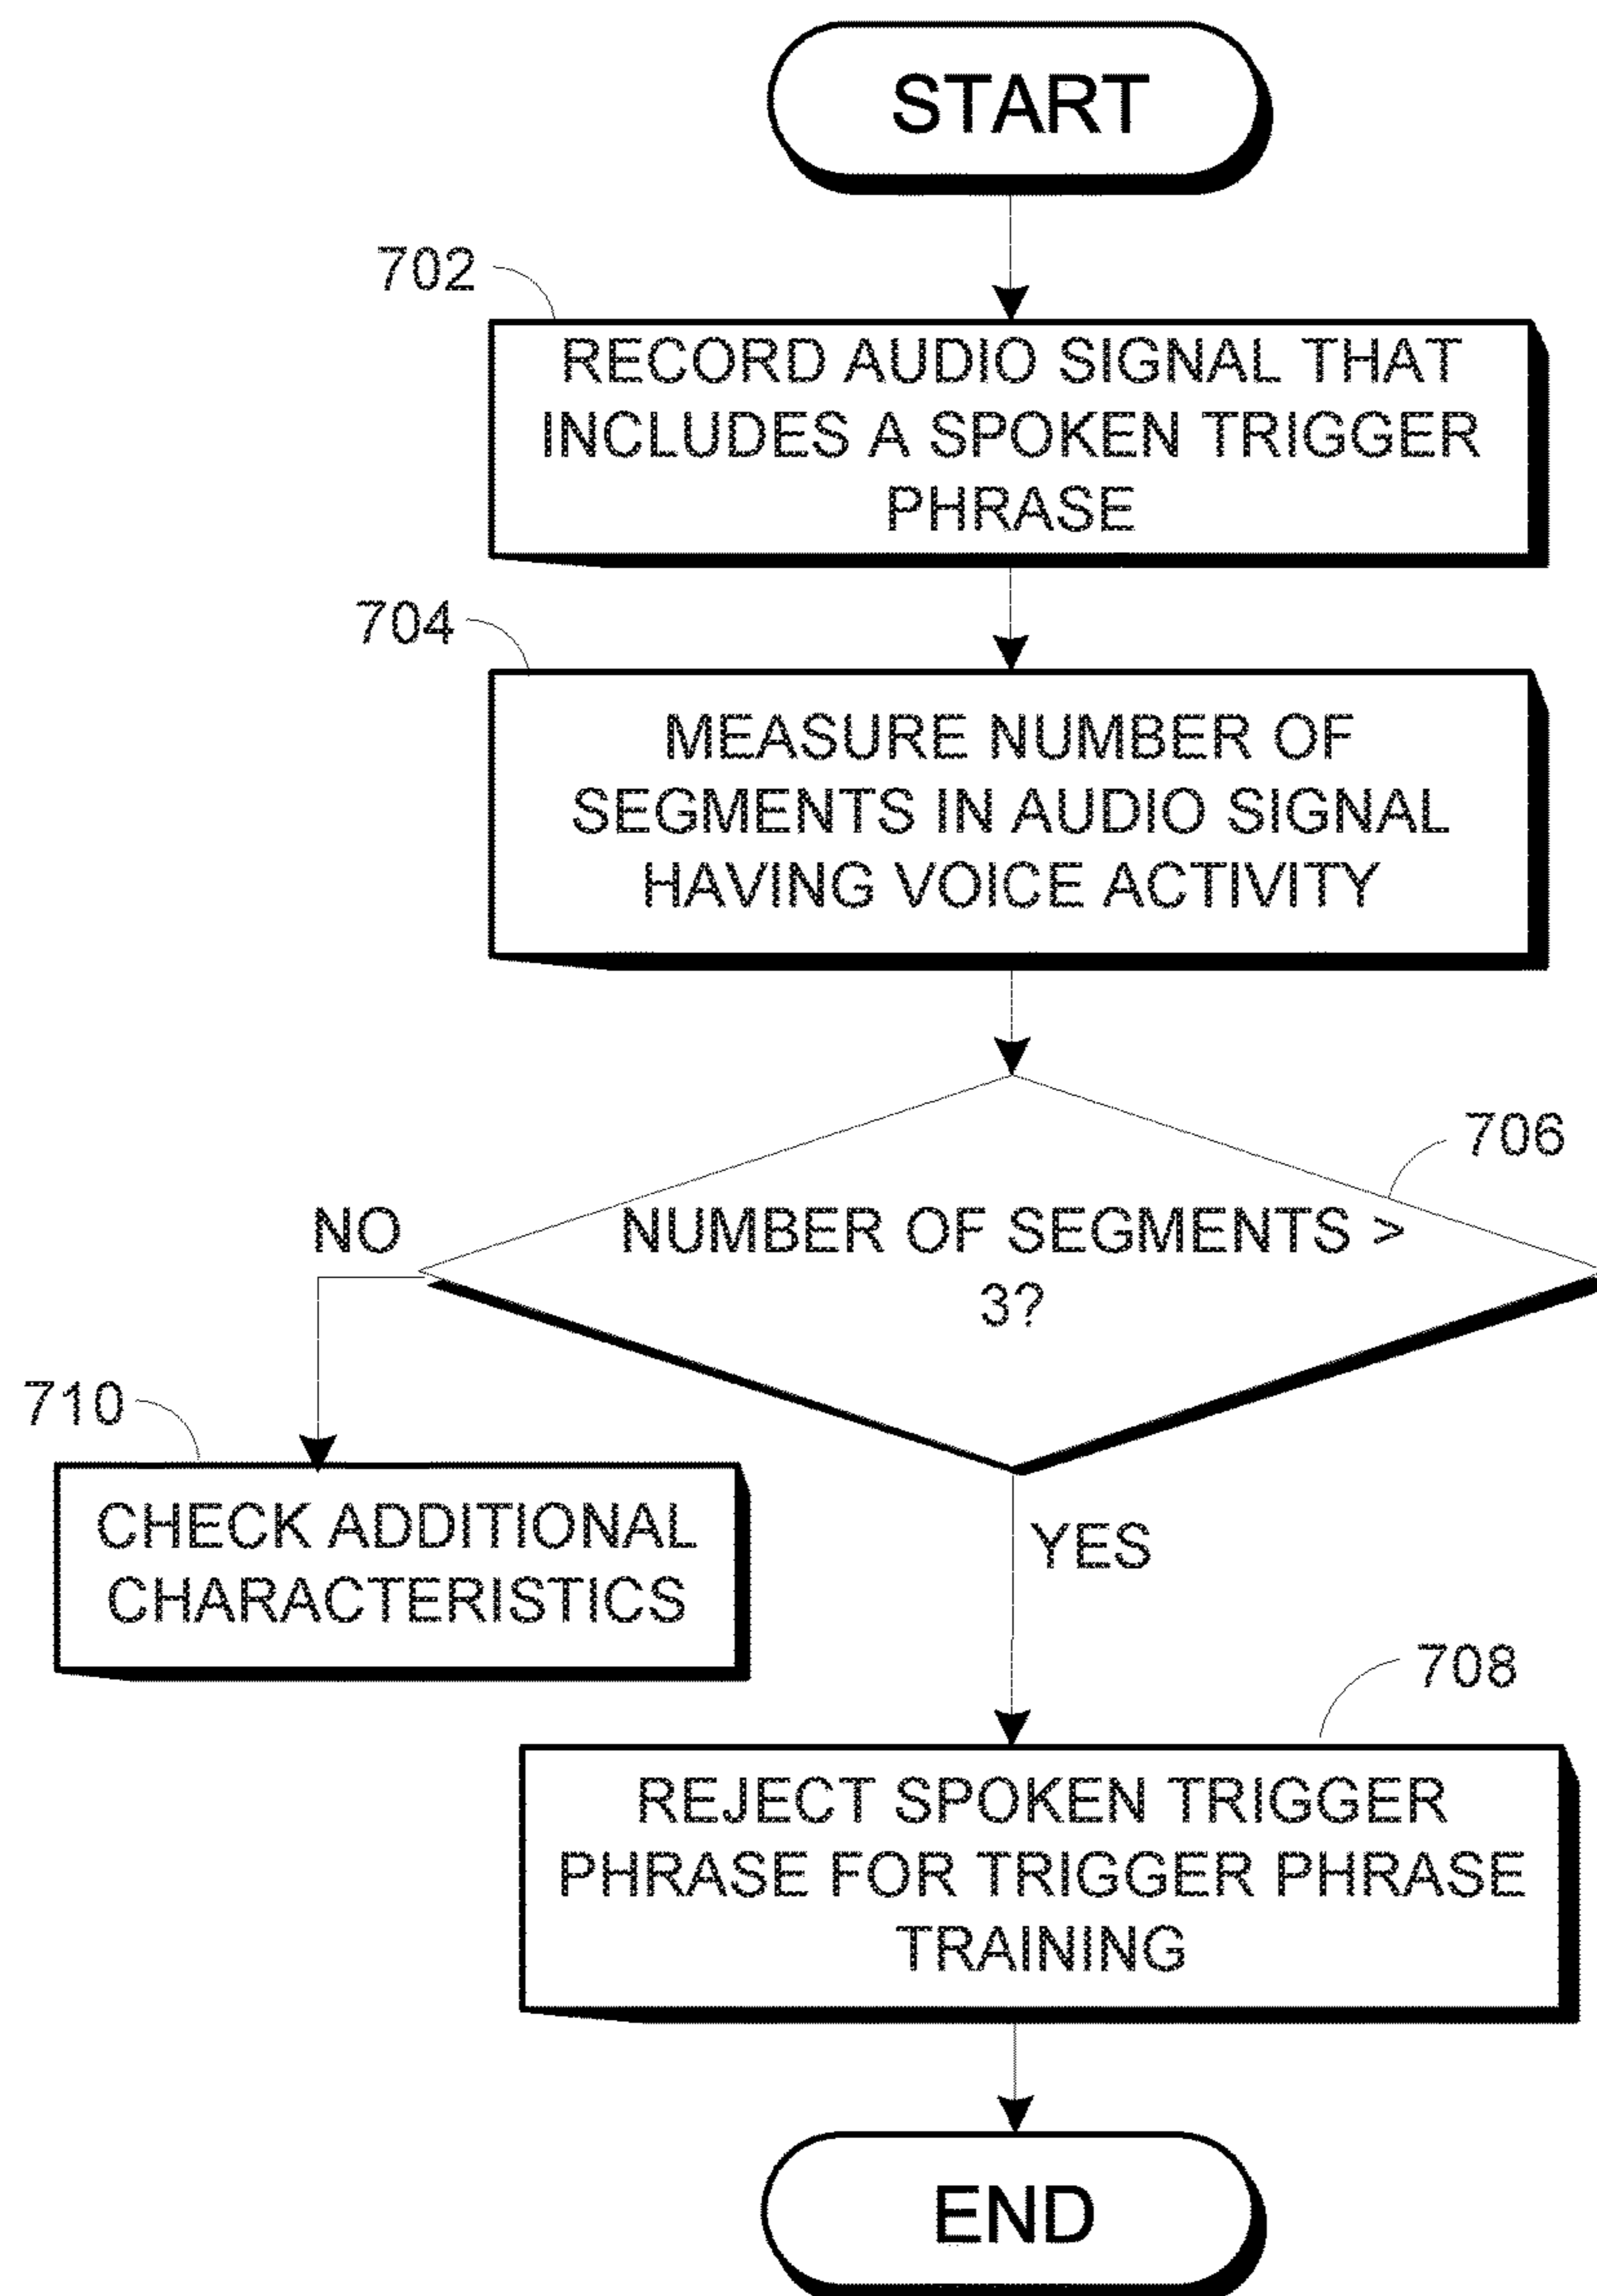 START
702
RECORD AUDIO SIGNAL THAT
INCLUDES A SPOKEN TRIGGER
PHRASE
704
MEASURE NUMBER OF
SEGMENTS IN AUDIO SIGNAL
HAVING VOICE ACTIVITY
706
NO
NUMBER OF SEGMENTS >
3?
710
CHECK ADDITIONAL
CHARACTERISTICS
YES
708
REJECT SPOKEN TRIGGER
PHRASE FOR TRIGGER PHRASE
TRAINING
END